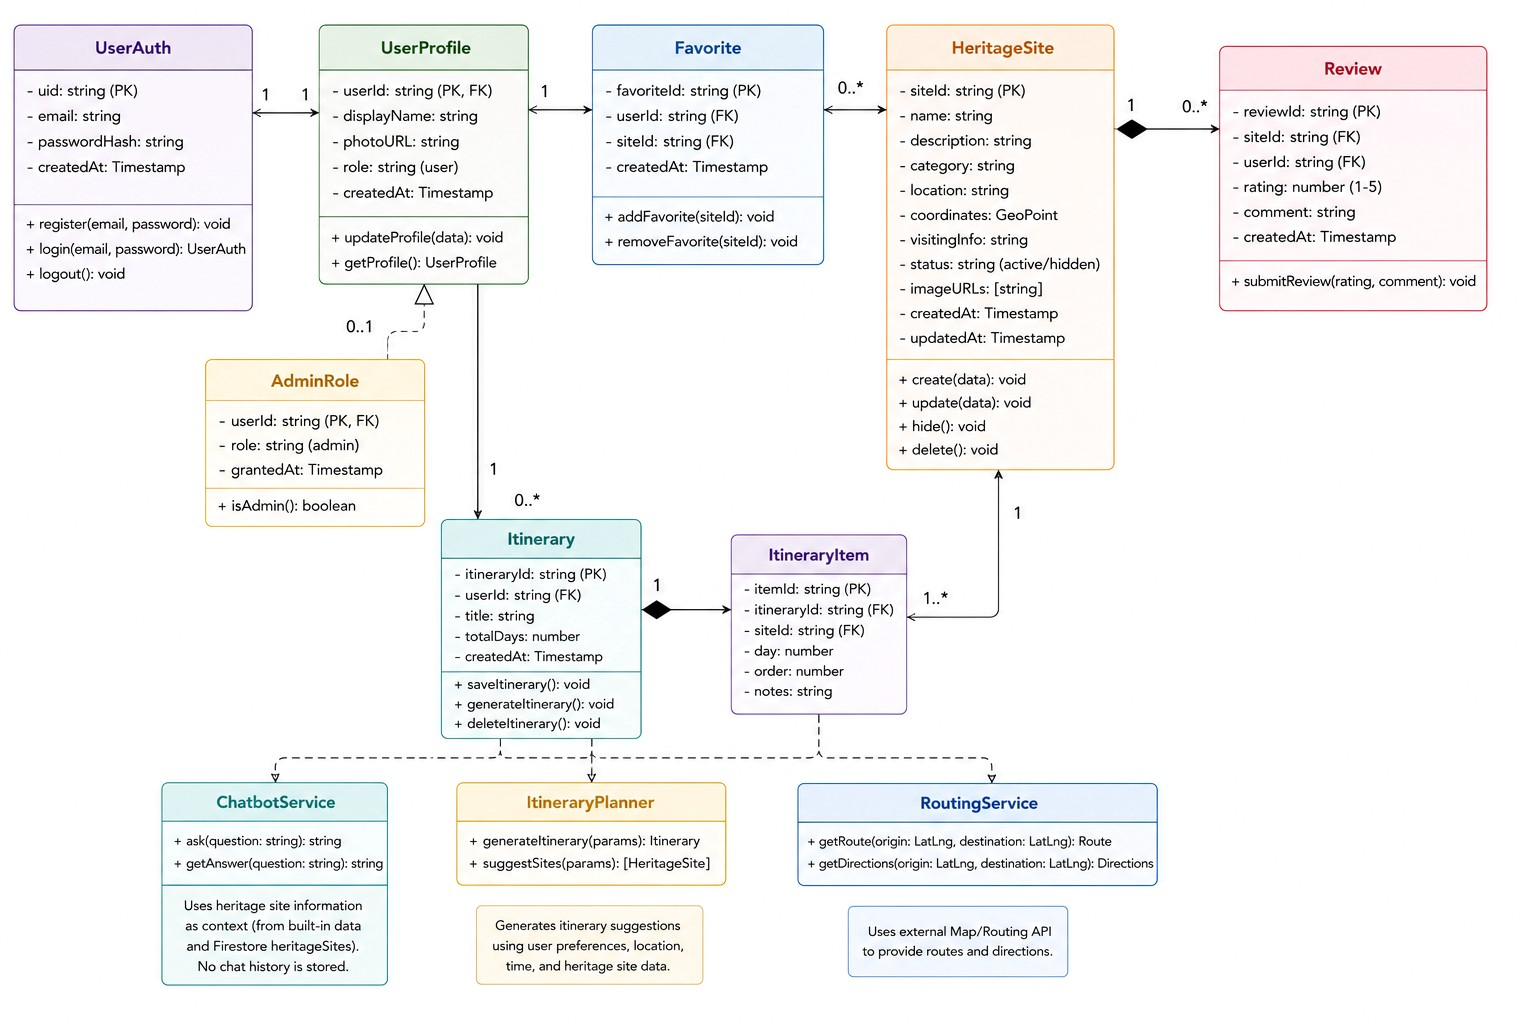 UserAuth
- uid: string (PK)
- email: string
- passwordHash: string
- createdAt: Timestamp
+ register(email, password): void
+ login(email, password): UserAuth
+ logout(): void
1
1
UserProfile
- userId: string (PK, FK)
- displayName: string
- photoURL: string
- role: string (user)
- createdAt: Timestamp
+ updateProfile(data): void
+ getProfile(): UserProfile
1
Favorite
- favoriteId: string (PK)
- userId: string (FK)
- siteId: string (FK)
- createdAt: Timestamp
+ addFavorite(siteId): void
+ removeFavorite(siteId): void
0..*
HeritageSite
- siteId: string (PK)
- name: string
- description: string
- category: string
- location: string
- coordinates: GeoPoint
- visitingInfo: string
- status: string (active/hidden)
- imageURLs: [string]
- createdAt: Timestamp
- updatedAt: Timestamp
+ create(data): void
+ update(data): void
+ hide(): void
+ delete(): void
1
0..*
Review
- reviewId: string (PK)
- siteId: string (FK)
- userId: string (FK)
- rating: number (1-5)
- comment: string
- createdAt: Timestamp
+ submitReview(rating, comment): void
0..1
AdminRole
- userId: string (PK, FK)
- role: string (admin)
- grantedAt: Timestamp
+ isAdmin(): boolean
1
0..*
Itinerary
- itineraryId: string (PK)
- userId: string (FK)
- title: string
- totalDays: number
- createdAt: Timestamp
+ saveItinerary(): void
+ generateItinerary(): void
+ deleteItinerary(): void
1
ItineraryItem
- itemId: string (PK)
- itineraryId: string (FK)
- siteId: string (FK)
- day: number
- order: number
- notes: string
1
1..*
ChatbotService
+ ask(question: string): string
+ getAnswer(question: string): string
Uses heritage site information
as context (from built-in data
and Firestore heritageSites).
No chat history is stored.
ItineraryPlanner
+ generateItinerary(params): Itinerary
+ suggestSites(params): [HeritageSite]
Generates itinerary suggestions
using user preferences, location,
time, and heritage site data.
RoutingService
+ getRoute(origin: LatLng, destination: LatLng): Route
+ getDirections(origin: LatLng, destination: LatLng): Directions
Uses external Map/Routing API
to provide routes and directions.